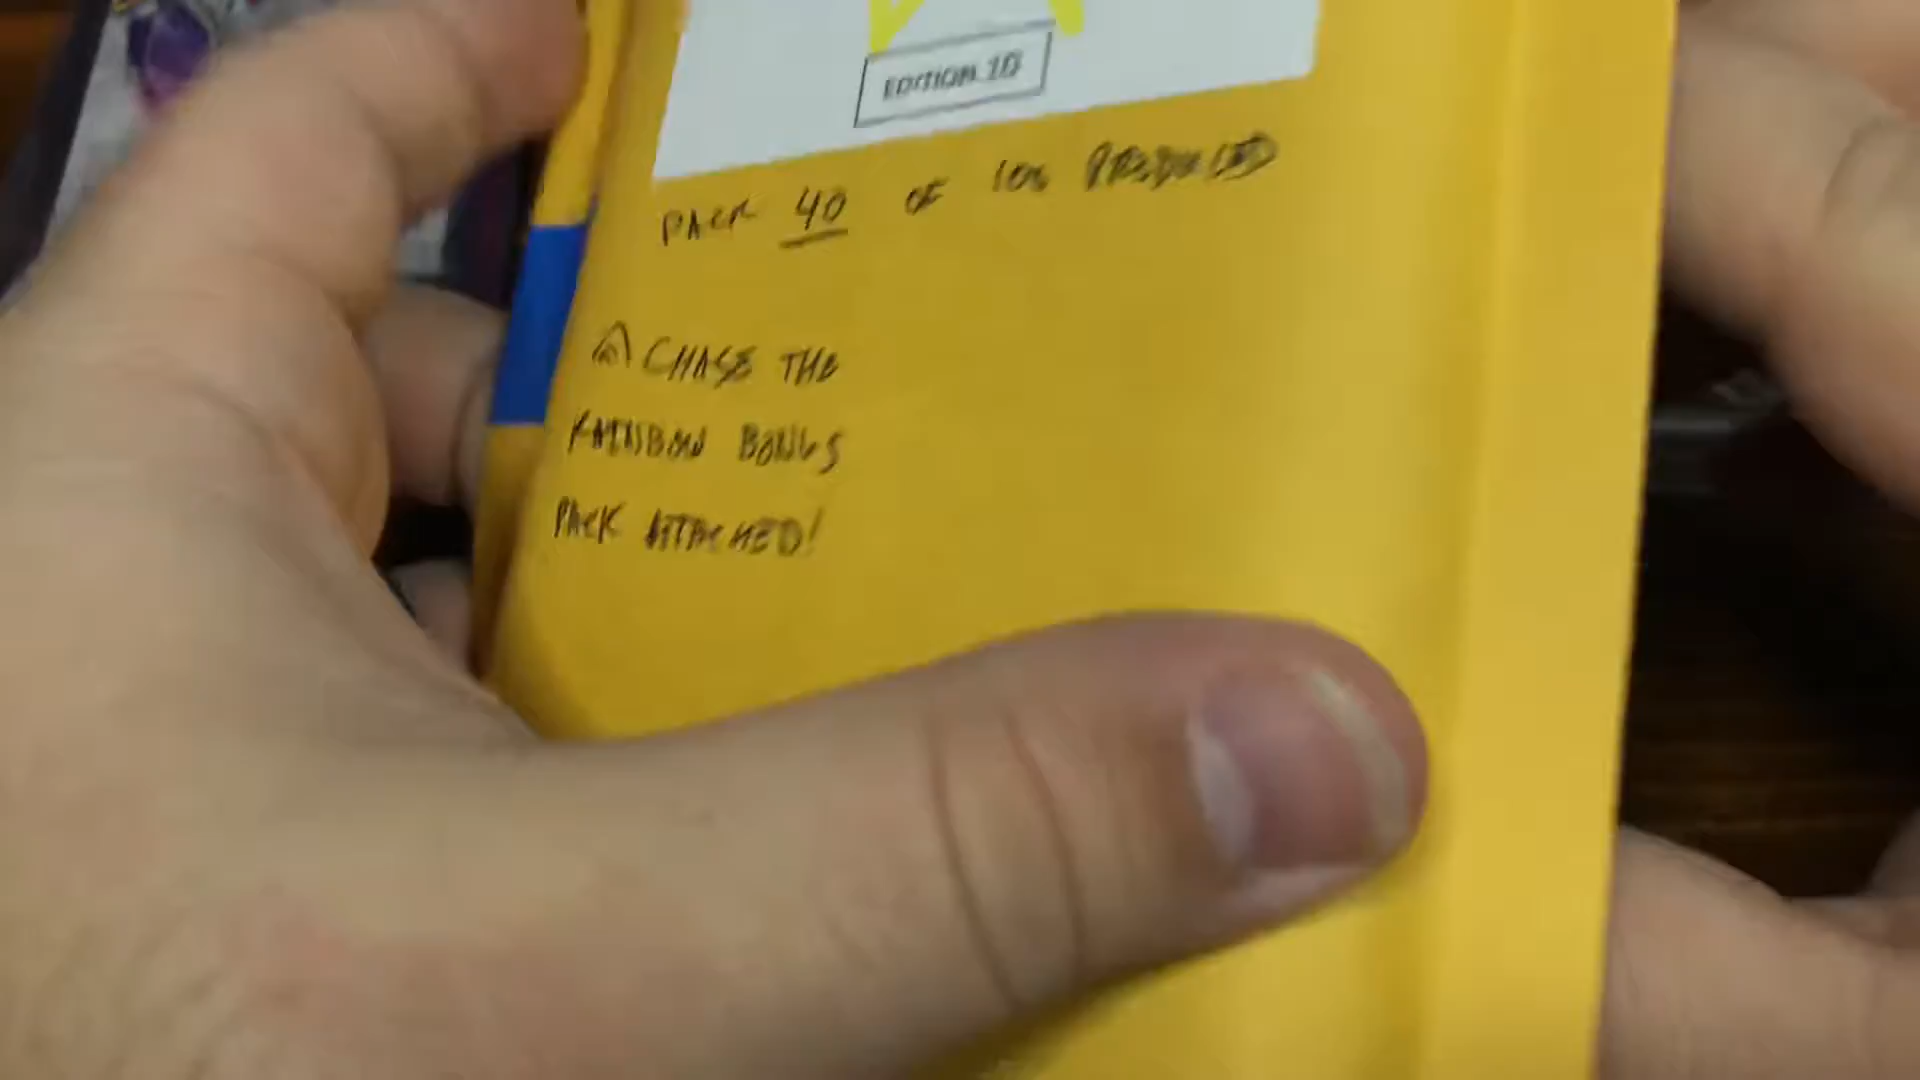 EDITION 10
PACK 40 OF 100 PRODUCED
CHASE THE
RAINBOW BONUS
PACK ATTACHED!